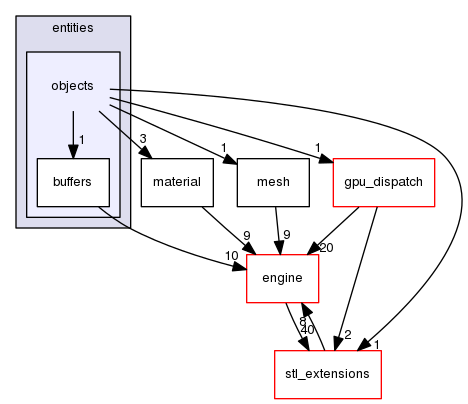 entities
objects
1
3
1
1
buffers
material
mesh
gpu_dispatch
9
9
20
10
engine
8
40
2
1
stl_extensions